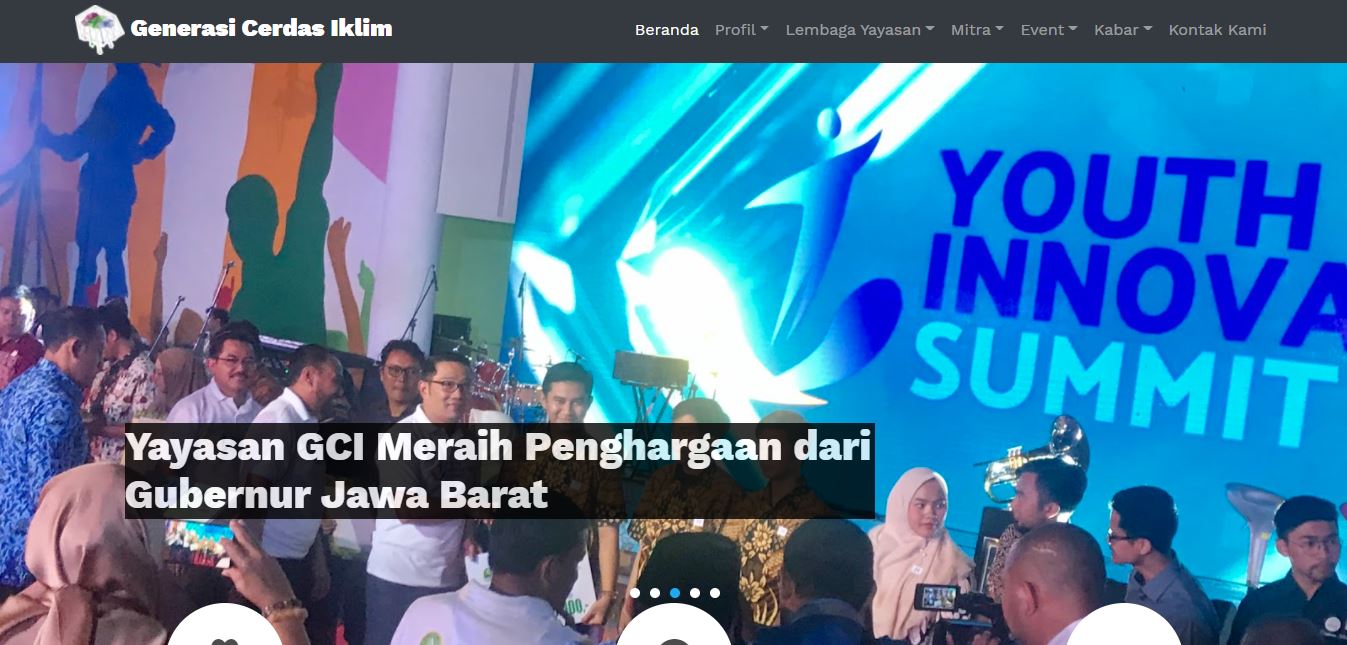 Generasi Cerdas Iklim
Beranda Profil Lembaga Yayasan Mitra Event Kabar Kontak Kami
YOUTH
INNOVA
SUMMIT
Yayasan GCI Meraih Penghargaan dari
Gubernur Jawa Barat